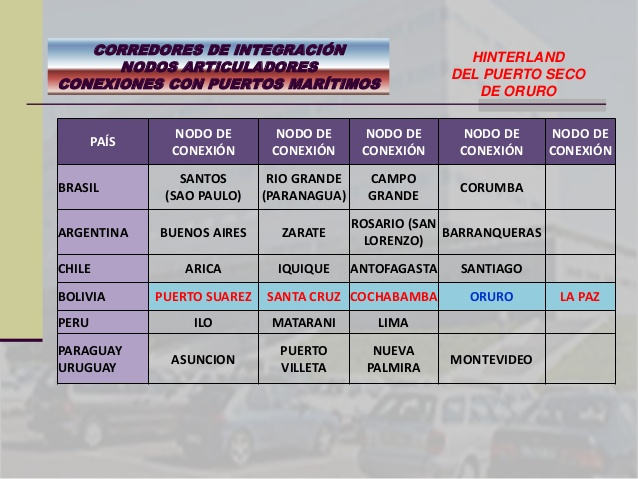 CORREDORES DE INTEGRACIÓN
NODOS ARTICULADORES
CONEXIONES CON PUERTOS MARÍTIMOS
HINTERLAND
DEL PUERTO SECO
DE ORURO
PAÍS
NODO DE
CONEXIÓN
NODO DE
CONEXIÓN
NODO DE
CONEXIÓN
NODO DE
CONEXIÓN
NODO DE
CONEXIÓN
BRASIL
SANTOS
(SAO PAULO)
RIO GRANDE
(PARANAGUA)
CAMPO
GRANDE
CORUMBA
ARGENTINA
BUENOS AIRES
ZARATE
ROSARIO (SAN
LORENZO)
BARRANQUERAS
CHILE
ARICA
IQUIQUE
ANTOFAGASTA
SANTIAGO
BOLIVIA
PUERTO SUAREZ
SANTA CRUZ
COCHABAMBA
ORURO
LA PAZ
PERU
ILO
MATARANI
LIMA
PARAGUAY
URUGUAY
ASUNCION
PUERTO
VILLETA
NUEVA
PALMIRA
MONTEVIDEO